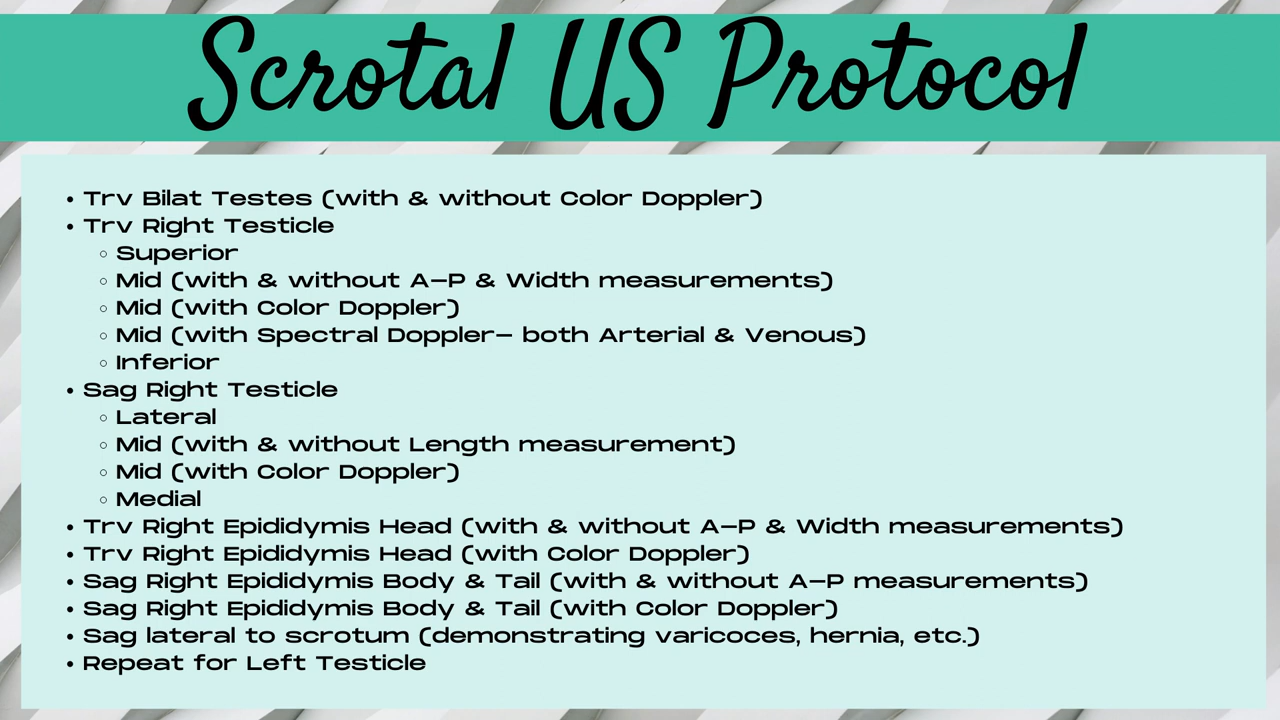 Scrotal US Protocol
• Trv Bilat Testes (with & without Color Doppler)
• Trv Right Testicle
◦ Superior
◦ Mid (with & without A-P & Width measurements)
◦ Mid (with Color Doppler)
◦ Mid (with Spectral Doppler- both Arterial & Venous)
◦ Inferior
• Sag Right Testicle
◦ Lateral
◦ Mid (with & without Length measurement)
◦ Mid (with Color Doppler)
◦ Medial
• Trv Right Epididymis Head (with & without A-P & Width measurements)
• Trv Right Epididymis Head (with Color Doppler)
• Sag Right Epididymis Body & Tail (with & without A-P measurements)
• Sag Right Epididymis Body & Tail (with Color Doppler)
• Sag lateral to scrotum (demonstrating varicoces, hernia, etc.)
• Repeat for Left Testicle